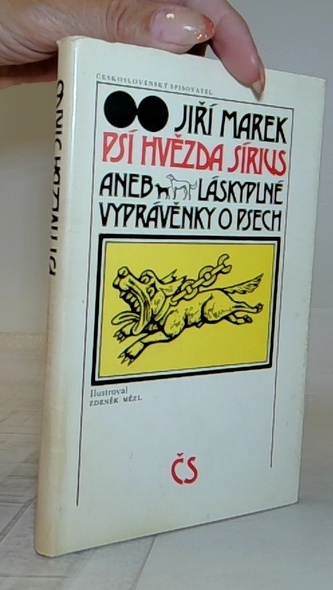 ČESKOSLOVENSKÝ SPISOVATEL
JIŘÍ MAREK
PSÍ HVĚZDA SÍRIUS
ANEB LÁSKYPLNÉ
VYPRÁVĚNKY O PSECH
Ilustroval
ZDENĚK MÉZL
ČS
PSÍ HVĚZDA SÍRIUS